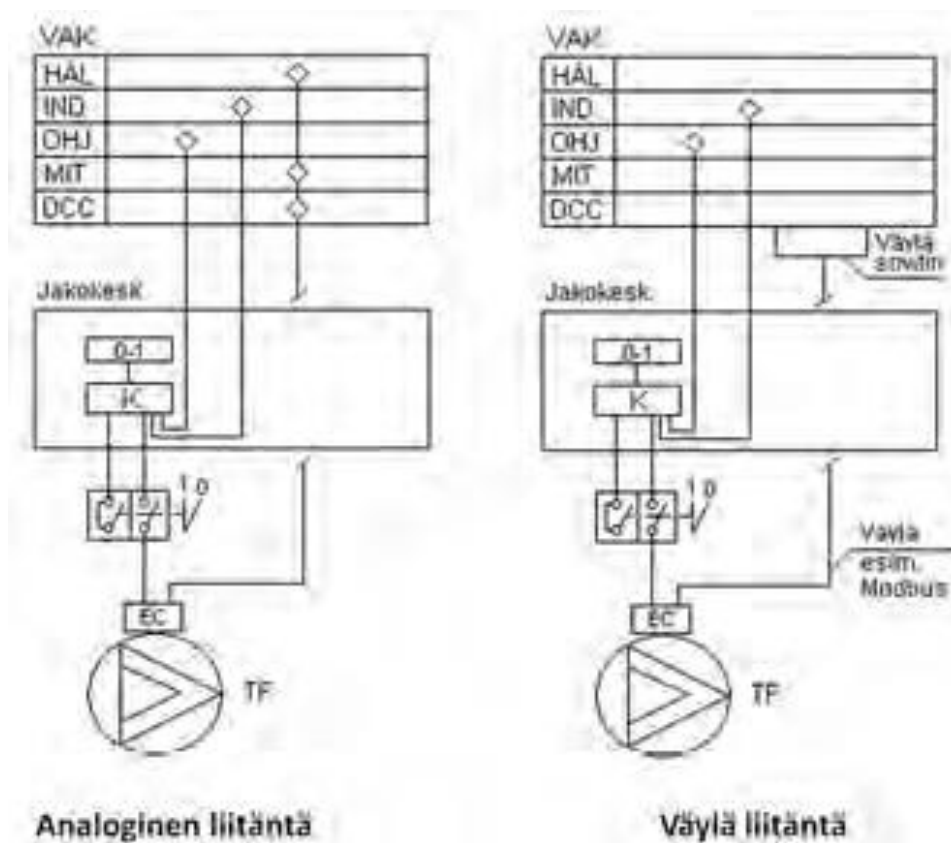 VAK
HÄL
IND
OHJ
MIT
DCC
Jakokesk.
0-1
K
1 0
EC
TF
Analoginen liitäntä
VAK
HÄL
IND
OHJ
MIT
DCC
Väylä
Jakokesk.
0-1
K
1 0
Väylä
esim.
Modbus
EC
TF
Väylä liitäntä